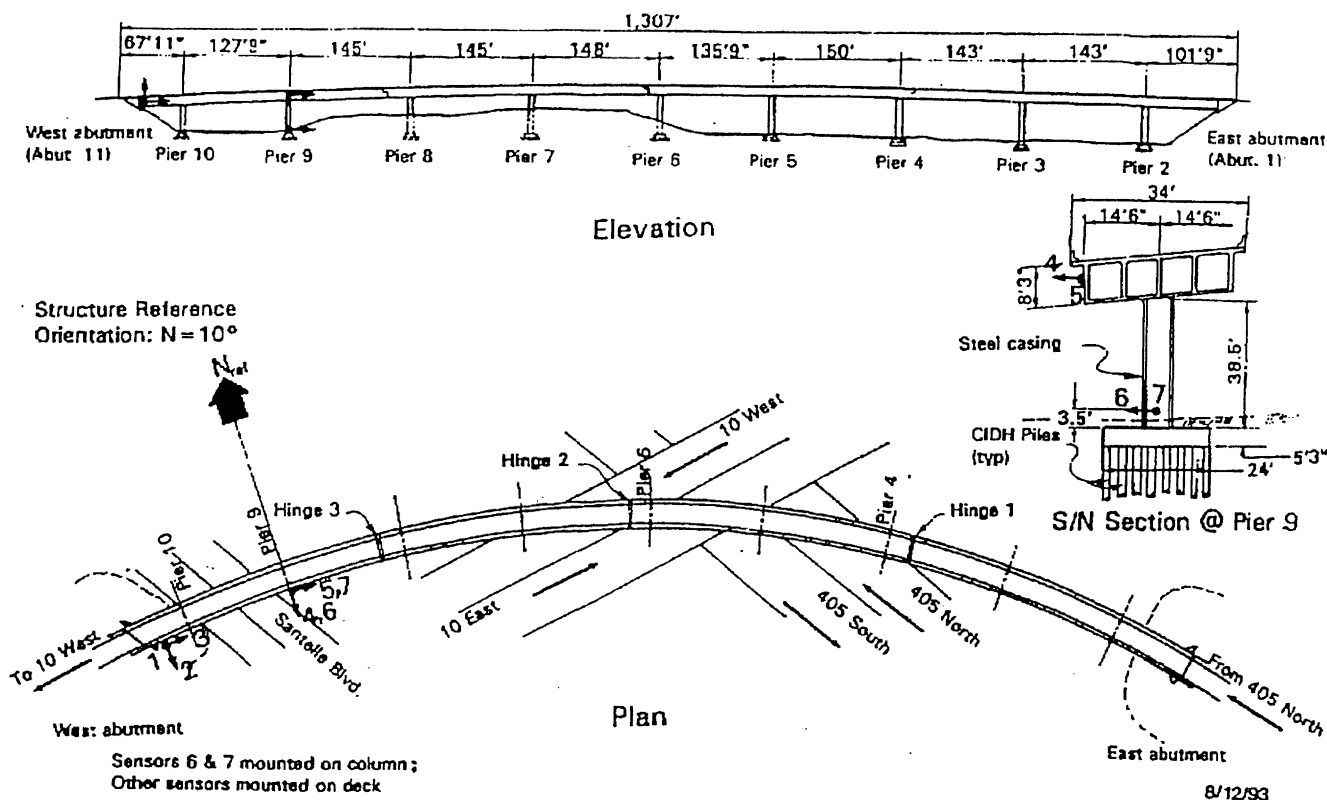 1,307'
67'11" 127'9" 145' 145' 148' 135'9" 150' 143' 143' 101'9"
West abutment
(Abut. 11)
Pier 10
Pier 9
Pier 8
Pier 7
Pier 6
Pier 5
Pier 4
Pier 3
Pier 2
East abutment
(Abut. 1)
Elevation
34'
14'6" 14'6"
4
5
8'3"
Steel casing
38.5'
6 7
3.5'
CIDH Piles
(typ)
24'
5'3"
S/N Section @ Pier 9
Structure Reference
Orientation: N=10°
Nref
10 West
Hinge 2
Pier 6
Pier 4
Hinge 3
Hinge 1
Pier 9
Pier 10
5,7
6
10 East
405 South
405 North
To 10 West
1
2
3
Santelle Blvd.
From 405 North
West abutment
Plan
East abutment
Sensors 6 & 7 mounted on column;
Other sensors mounted on deck
8/12/93